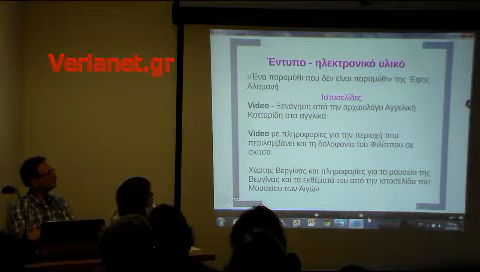 Verianet.gr
Έντυπο - ηλεκτρονικό υλικό
«Ένα παραμύθι που δεν είναι παραμύθι» της Έφης
Αλαμανή
Ιστοσελίδες
Video - Ξενάγηση από την αρχαιολόγο Αγγελική
Κοτταρίδη στα αγγλικά
Video με πληροφορίες για την περιοχή που
περιλαμβάνει και τη δολοφονία του Φιλίππου σε
σκίτσα
Χάρτης Βεργίνας και πληροφορίες για το μουσείο της
Βεργίνας και τα εκθέματά του από την ιστοσελίδα του
Μουσείου των Αιγών